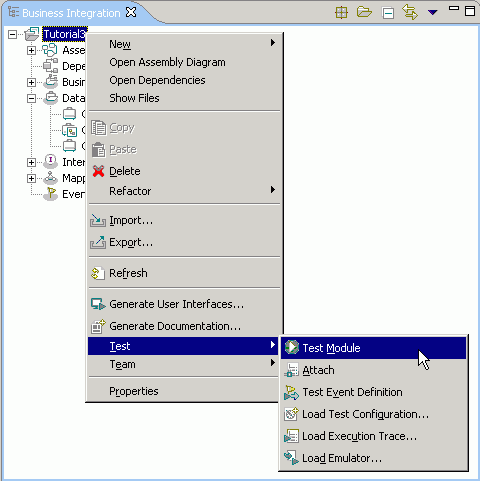 Business Integration
Tutorial3
Asse
Depe
Busi
Data
Inter
Mapp
Even
New
Open Assembly Diagram
Open Dependencies
Show Files
Copy
Paste
Delete
Refactor
Import...
Export...
Refresh
Generate User Interfaces...
Generate Documentation...
Test
Team
Properties
Test Module
Attach
Test Event Definition
Load Test Configuration...
Load Execution Trace...
Load Emulator...